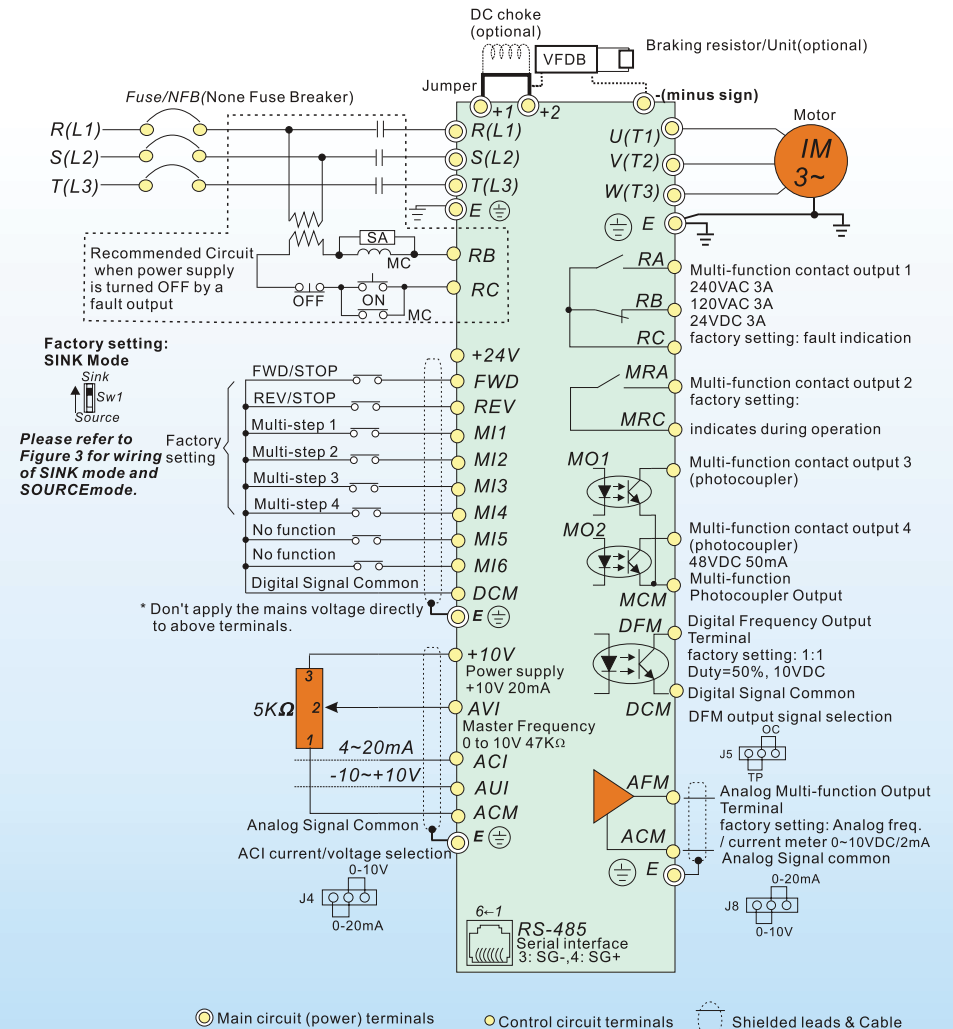 DC choke
(optional)
VFDB
Braking resistor/Unit(optional)
Jumper
Fuse/NFB(None Fuse Breaker)
+1
+2
-(minus sign)
Motor
IM
3~
R(L1)
S(L2)
T(L3)
R(L1)
S(L2)
T(L3)
E
U(T1)
V(T2)
W(T3)
E
Recommended Circuit
when power supply
is turned OFF by a
fault output
SA
MC
OFF
ON
MC
RB
RC
RA
RB
RC
Multi-function contact output 1
240VAC 3A
120VAC 3A
24VDC 3A
factory setting: fault indication
MRA
MRC
Multi-function contact output 2
factory setting:
indicates during operation
Factory setting:
SINK Mode
Sink
Sw1
Source
Please refer to
Figure 3 for wiring
of SINK mode and
SOURCEmode.
Factory
setting
FWD/STOP
REV/STOP
Multi-step 1
Multi-step 2
Multi-step 3
Multi-step 4
No function
No function
Digital Signal Common
* Don't apply the mains voltage directly
to above terminals.
+24V
FWD
REV
MI1
MI2
MI3
MI4
MI5
MI6
DCM
E
MO1
Multi-function contact output 3
(photocoupler)
MO2
Multi-function contact output 4
(photocoupler)
48VDC 50mA
Multi-function
Photocoupler Output
MCM
DFM
Digital Frequency Output
Terminal
factory setting: 1:1
Duty=50%, 10VDC
Digital Signal Common
DCM
DFM output signal selection
OC
J5
TP
+10V
Power supply
+10V 20mA
3
2
1
5KΩ
AVI
Master Frequency
0 to 10V 47KΩ
4~20mA
ACI
-10~+10V
AUI
ACM
Analog Signal Common
E
ACI current/voltage selection
0-10V
J4
0-20mA
AFM
ACM
E
Analog Multi-function Output
Terminal
factory setting: Analog freq.
/ current meter 0~10VDC/2mA
Analog Signal common
0-20mA
J8
0-10V
6←1
RS-485
Serial interface
3: SG-,4: SG+
Main circuit (power) terminals
Control circuit terminals
Shielded leads & Cable